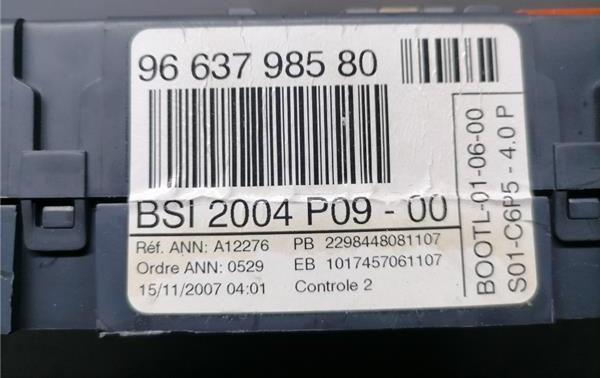 96 637 985 80
BSI 2004 P09 - 00
Réf. ANN: A12276 PB 2298448081107
Ordre ANN: 0529 EB 1017457061107
15/11/2007 04:01 Controle 2
BOOTL-01-06-00
S01-C6P5 - 4.0 P